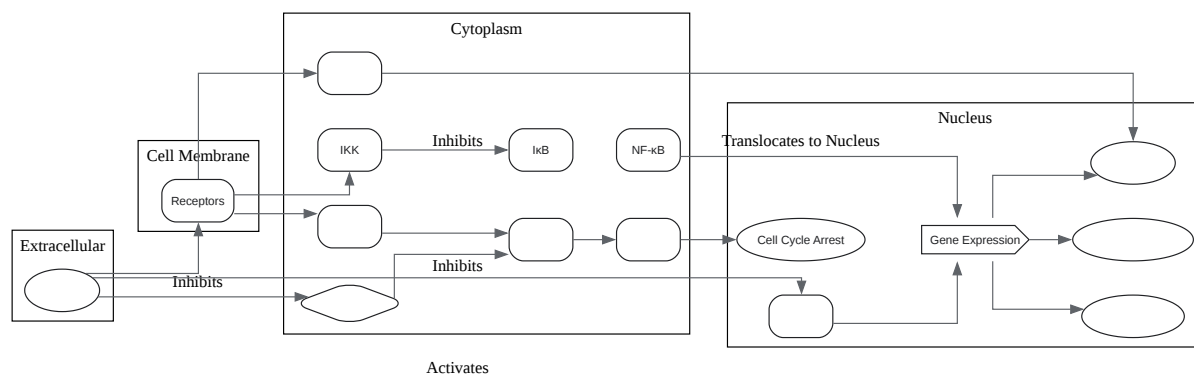 Cytoplasm
Nucleus
IKK
Inhibits
IκB
NF-κB
Translocates to Nucleus
Cell Membrane
Receptors
Extracellular
Cell Cycle Arrest
Gene Expression
Inhibits
Inhibits
Activates